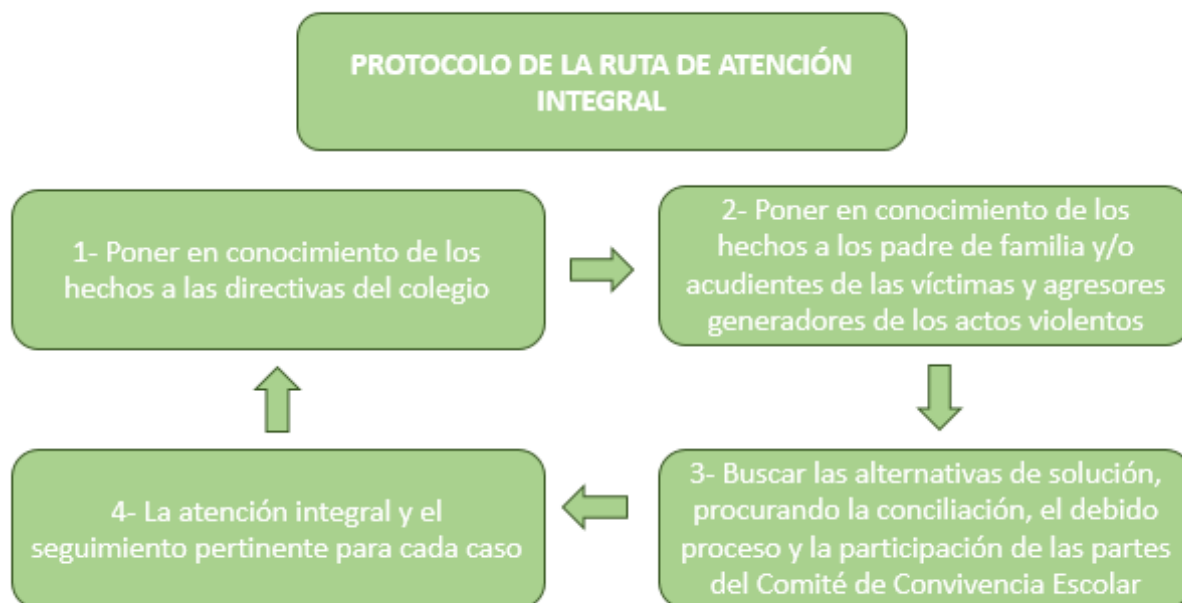 PROTOCOLO DE LA RUTA DE ATENCIÓN
INTEGRAL
1- Poner en conocimiento de los
hechos a las directivas del colegio
2- Poner en conocimiento de los
hechos a los padre de familia y/o
acudientes de las víctimas y agresores
generadores de los actos violentos
3- Buscar las alternativas de solución,
procurando la conciliación, el debido
proceso y la participación de las partes
del Comité de Convivencia Escolar
4- La atención integral y el
seguimiento pertinente para cada caso